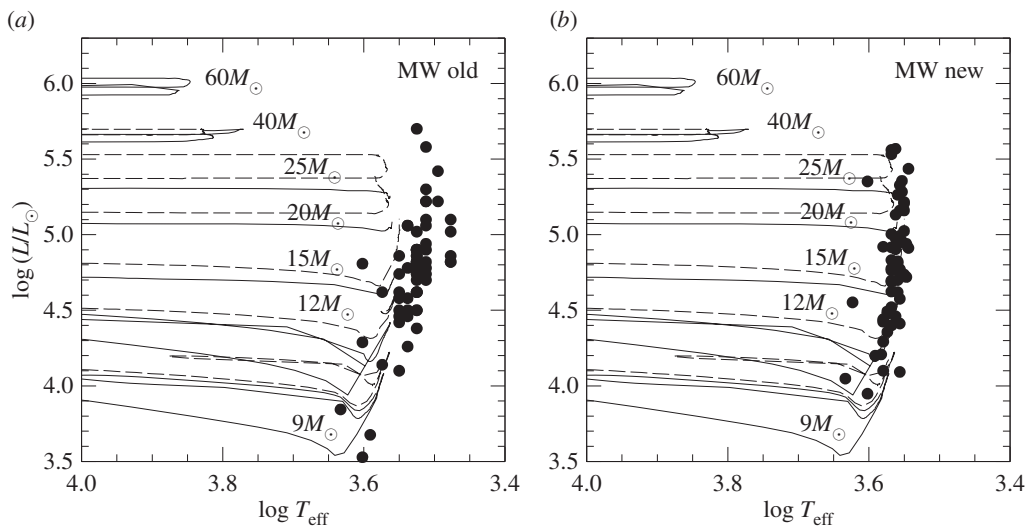 (a)
MW old
6.0
60M⊙
40M⊙
5.5
25M⊙
20M⊙
5.0
15M⊙
4.5
12M⊙
4.0
9M⊙
3.5
log (L/L⊙)
4.0 3.8 3.6 3.4
log Teff
(b)
MW new
6.0
60M⊙
40M⊙
5.5
25M⊙
20M⊙
5.0
15M⊙
4.5
12M⊙
4.0
9M⊙
3.5
4.0 3.8 3.6 3.4
log Teff